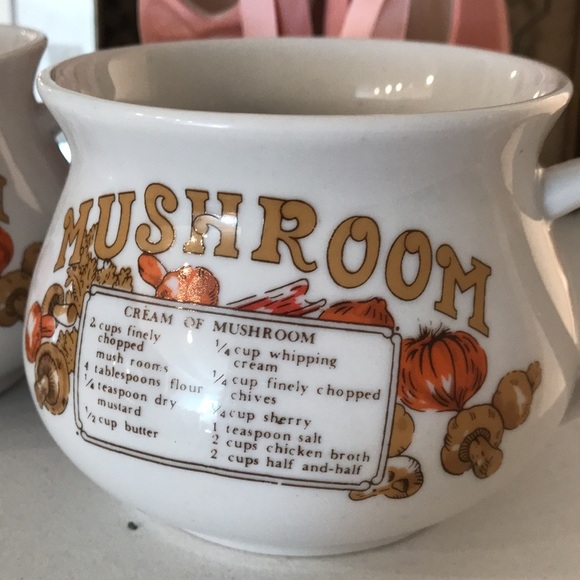 MUSHROOM
CREAM OF MUSHROOM
2 cups finely
chopped
mush rooms
4 tablespoons flour
1/4 teaspoon dry
mustard
1/2 cup butter
1/4 cup whipping
cream
1/4 cup finely chopped
chives
1/4 cup sherry
1 teaspoon salt
2 cups chicken broth
2 cups half and-half